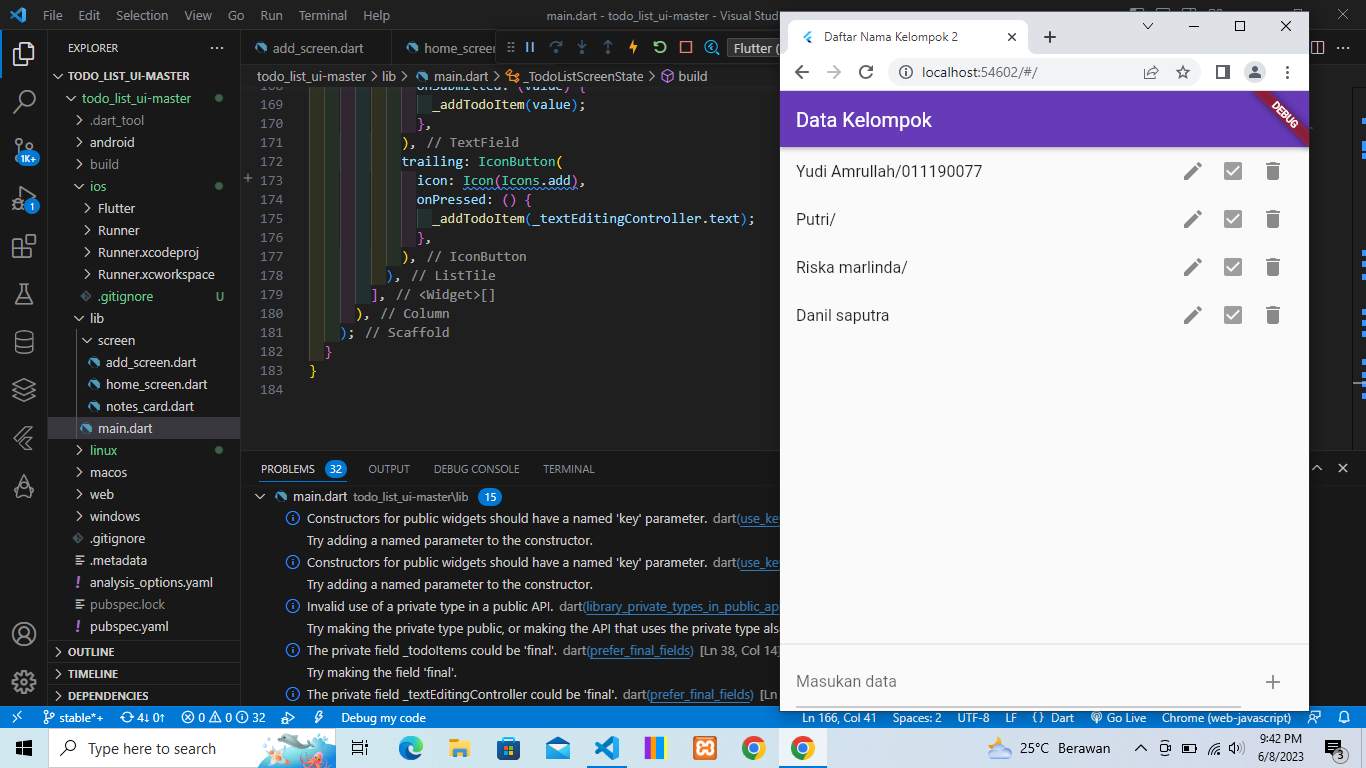 File Edit Selection View Go Run Terminal Help
main.dart - todo_list_ui-master - Visual Stud
EXPLORER
TODO_LIST_UI-MASTER
todo_list_ui-master
.dart_tool
android
build
ios
Flutter
Runner
Runner.xcodeproj
Runner.xcworkspace
.gitignore U
lib
screen
add_screen.dart
home_screen.dart
notes_card.dart
main.dart
linux
macos
web
windows
.gitignore
.metadata
analysis_options.yaml
pubspec.lock
pubspec.yaml
OUTLINE
TIMELINE
DEPENDENCIES
1K+
1
add_screen.dart home_screen
Flutter (
todo_list_ui-master > lib > main.dart > _TodoListScreenState > build
168 onSubmitted: (value) {
169 _addTodoItem(value);
170 },
171 ), // TextField
172 trailing: IconButton(
173 icon: Icon(Icons.add),
174 onPressed: () {
175 _addTodoItem(_textEditingController.text);
176 },
177 ), // IconButton
178 ), // ListTile
179 ], // <Widget>[]
180 ), // Column
181 ); // Scaffold
182 }
183 }
184
PROBLEMS 32 OUTPUT DEBUG CONSOLE TERMINAL
main.dart todo_list_ui-master\lib 15
Constructors for public widgets should have a named 'key' parameter. dart(use_ke
Try adding a named parameter to the constructor.
Constructors for public widgets should have a named 'key' parameter. dart(use_ke
Try adding a named parameter to the constructor.
Invalid use of a private type in a public API. dart(library_private_types_in_public_ap
Try making the private type public, or making the API that uses the private type als
The private field _todoItems could be 'final'. dart(prefer_final_fields) [Ln 38, Col 14]
Try making the field 'final'.
The private field _textEditingController could be 'final'. dart(prefer_final_fields) [Ln
Daftar Nama Kelompok 2
localhost:54602/#/
Data Kelompok
DEBUG
Yudi Amrullah/011190077
Putri/
Riska marlinda/
Danil saputra
Masukan data
stable*+ 4↓ 0↑ 0 0 32 Debug my code
Ln 166, Col 41 Spaces: 2 UTF-8 LF {} Dart Go Live Chrome (web-javascript)
Type here to search
25°C Berawan
9:42 PM
6/8/2023
3